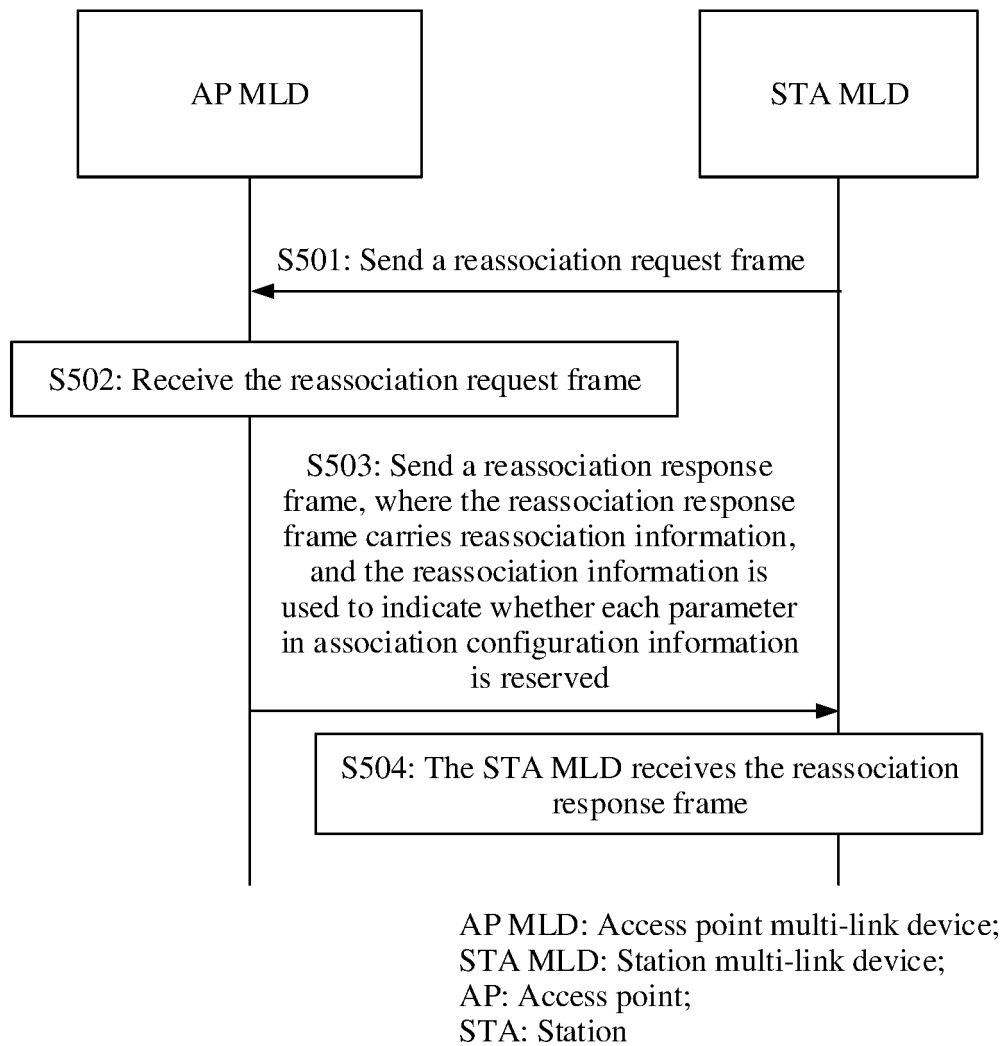 AP MLD
STA MLD
S501: Send a reassociation request frame
S502: Receive the reassociation request frame
S503: Send a reassociation response
frame, where the reassociation response
frame carries reassociation information,
and the reassociation information is
used to indicate whether each parameter
in association configuration information
is reserved
S504: The STA MLD receives the reassociation
response frame
AP MLD: Access point multi-link device;
STA MLD: Station multi-link device;
AP: Access point;
STA: Station